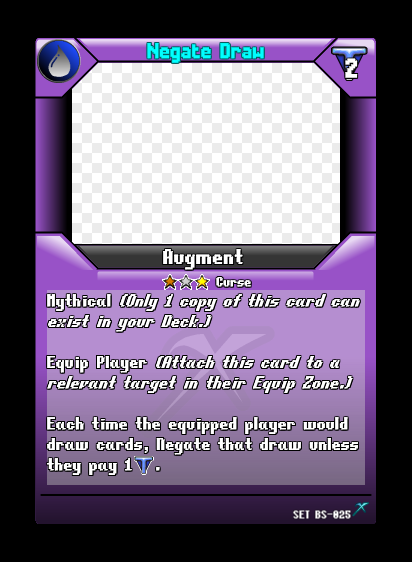 Negate Draw
2
Augment
Curse
Mythical (Only 1 copy of this card can
exist in your Deck.)
Equip Player (Attach this card to a
relevant target in their Equip Zone.)
Each time the equipped player would
draw cards, Negate that draw unless
they pay 1 .
SET BS-025